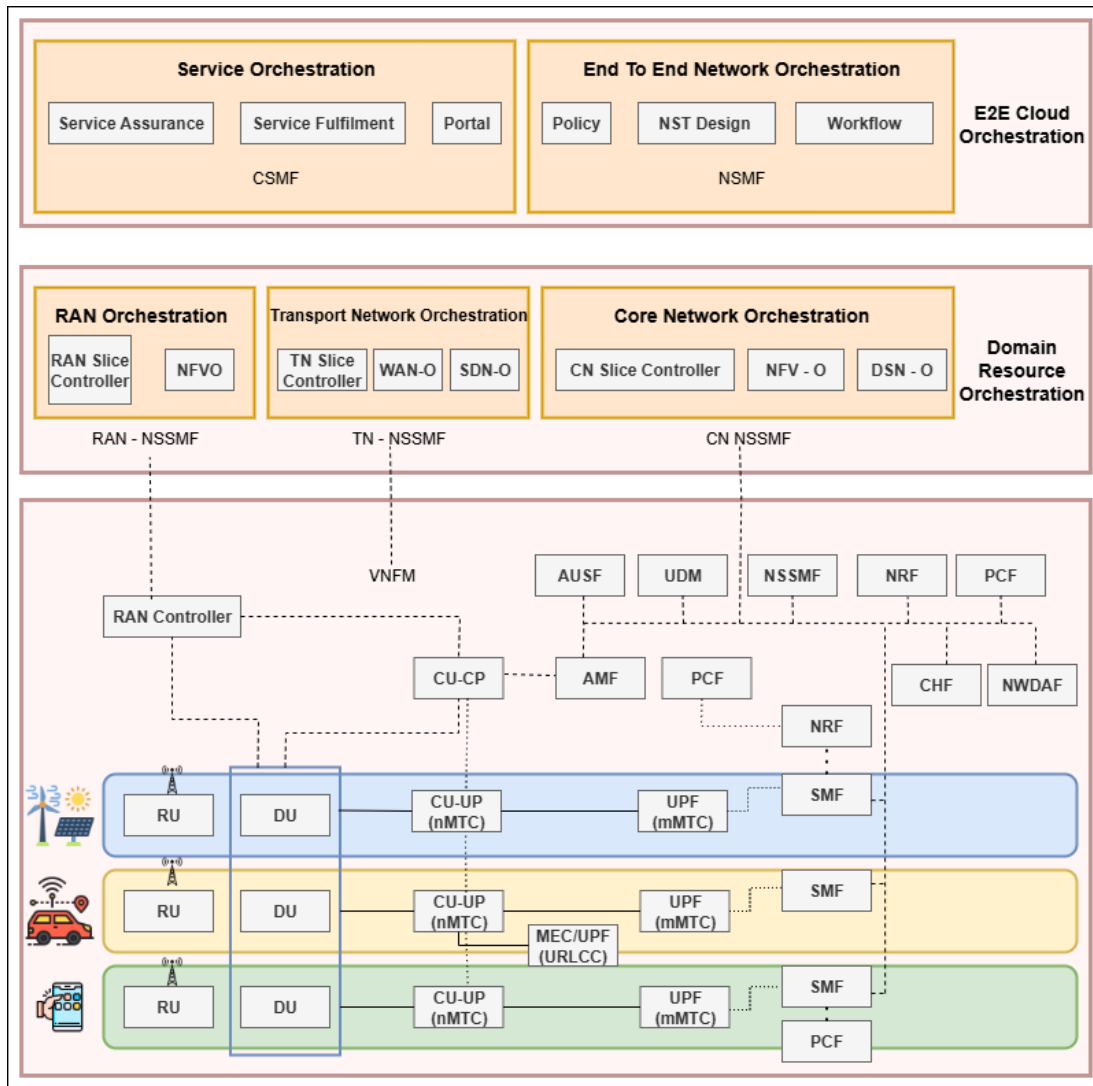 Service Orchestration
Service Assurance
Service Fulfilment
Portal
CSMF
End To End Network Orchestration
Policy
NST Design
Workflow
NSMF
E2E Cloud
Orchestration
RAN Orchestration
RAN Slice
Controller
NFVO
RAN - NSSMF
Transport Network Orchestration
TN Slice
Controller
WAN-O
SDN-O
TN - NSSMF
Core Network Orchestration
CN Slice Controller
NFV - O
DSN - O
CN NSSMF
Domain
Resource
Orchestration
VNFM
AUSF
UDM
NSSMF
NRF
PCF
RAN Controller
CU-CP
AMF
PCF
CHF
NWDAF
NRF
RU
DU
CU-UP
(nMTC)
UPF
(mMTC)
SMF
RU
DU
CU-UP
(nMTC)
UPF
(mMTC)
SMF
MEC/UPF
(URLCC)
RU
DU
CU-UP
(nMTC)
UPF
(mMTC)
SMF
PCF